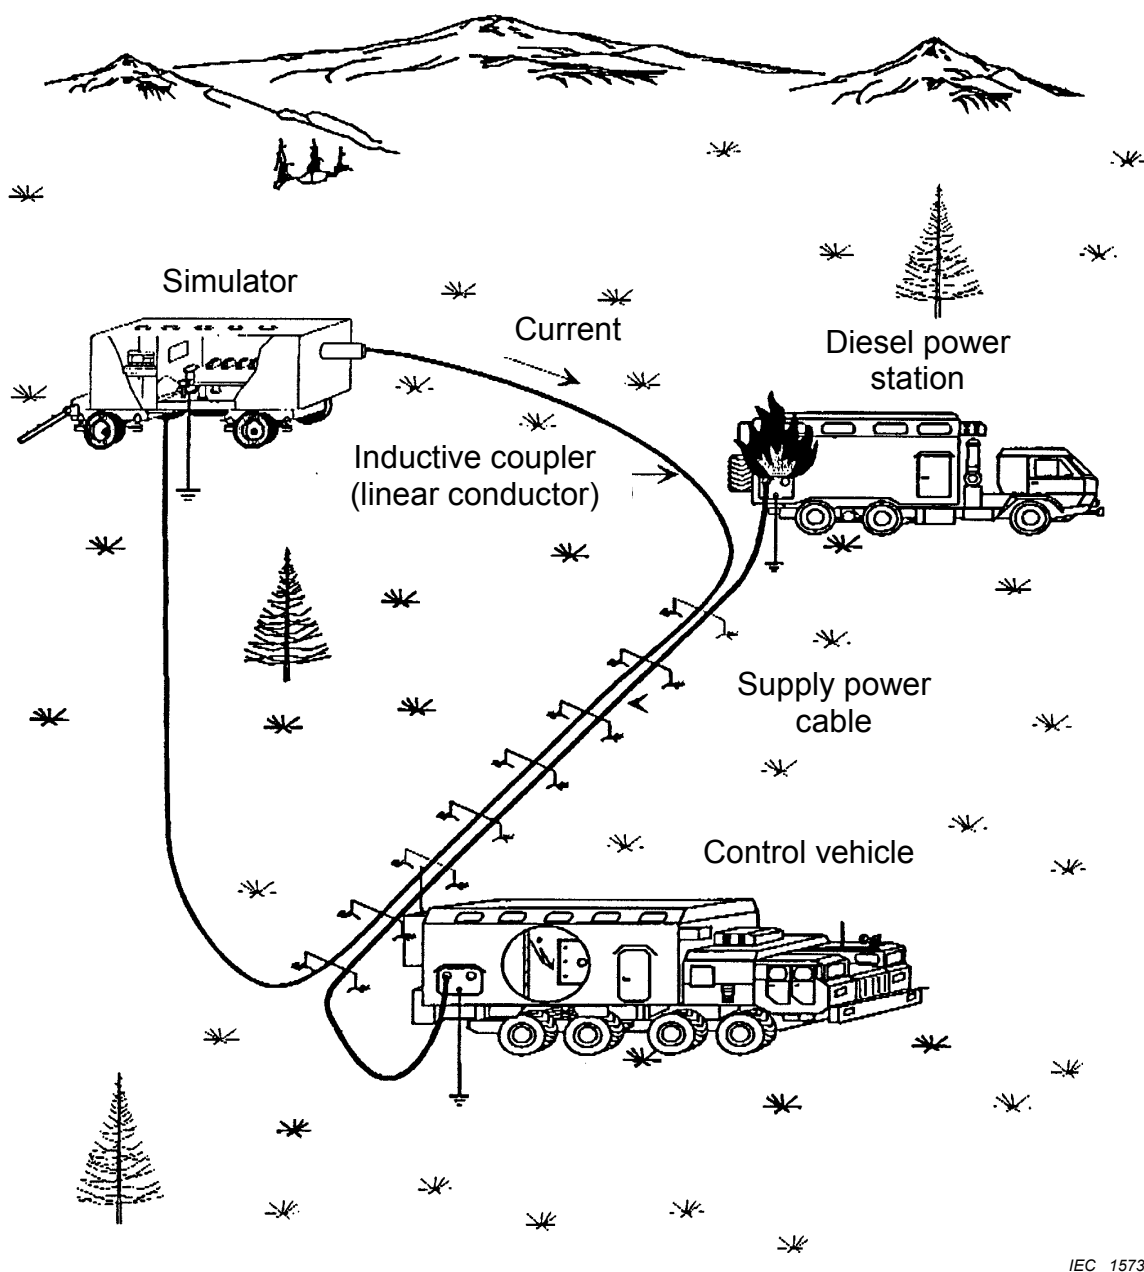 Simulator
Current
Diesel power
station
Inductive coupler
(linear conductor)
Supply power
cable
Control vehicle
IEC 1573